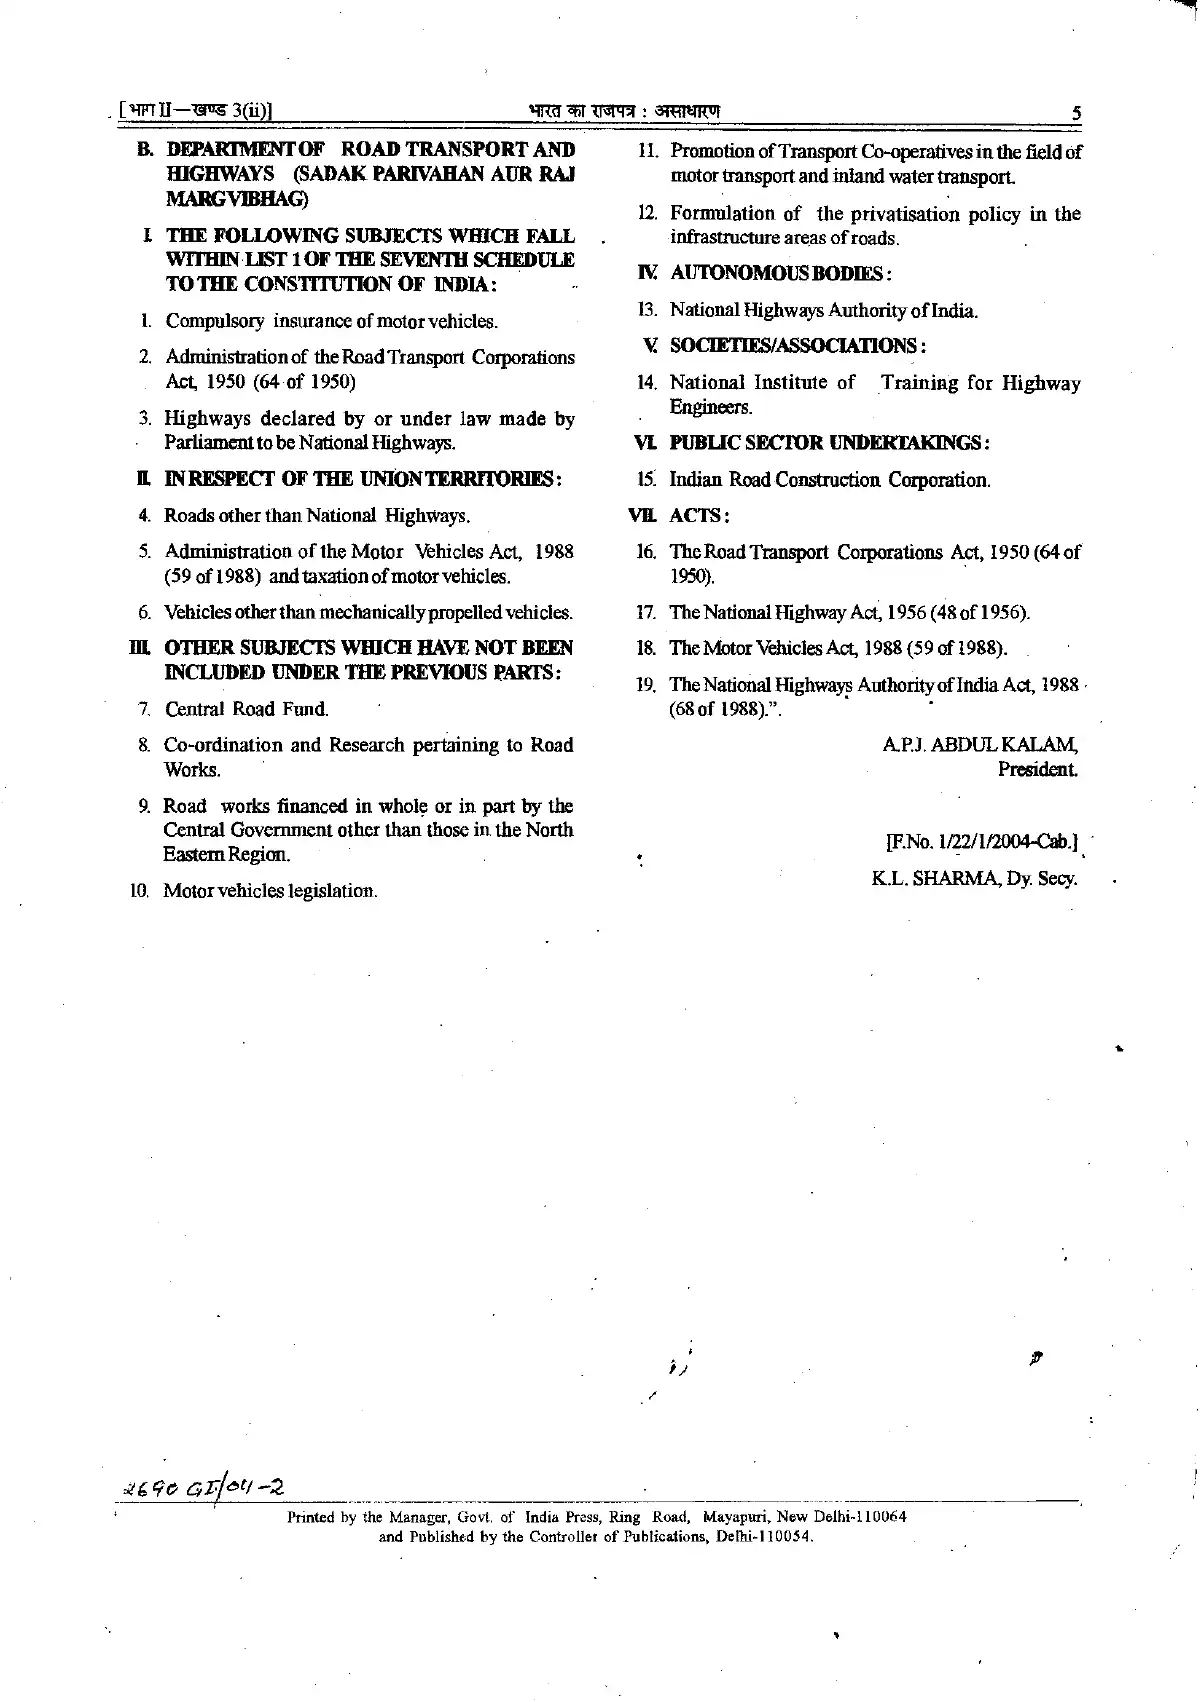 [भाग II—खण्ड 3(ii)]
भारत का राजपत्र : असाधारण
5
B. DEPARTMENT OF ROAD TRANSPORT AND
HIGHWAYS (SADAK PARIVAHAN AUR RAJ
MARG VIBHAG)
I. THE FOLLOWING SUBJECTS WHICH FALL
WITHIN LIST 1 OF THE SEVENTH SCHEDULE
TO THE CONSTITUTION OF INDIA :
1. Compulsory insurance of motor vehicles.
2. Administration of the Road Transport Corporations
Act, 1950 (64 of 1950)
3. Highways declared by or under law made by
Parliament to be National Highways.
II. IN RESPECT OF THE UNION TERRITORIES :
4. Roads other than National Highways.
5. Administration of the Motor Vehicles Act, 1988
(59 of 1988) and taxation of motor vehicles.
6. Vehicles other than mechanically propelled vehicles.
III. OTHER SUBJECTS WHICH HAVE NOT BEEN
INCLUDED UNDER THE PREVIOUS PARTS :
7. Central Road Fund.
8. Co-ordination and Research pertaining to Road
Works.
9. Road works financed in whole or in part by the
Central Government other than those in the North
Eastern Region.
10. Motor vehicles legislation.
11. Promotion of Transport Co-operatives in the field of
motor transport and inland water transport.
12. Formulation of the privatisation policy in the
infrastructure areas of roads.
IV. AUTONOMOUS BODIES :
13. National Highways Authority of India.
V. SOCIETIES/ASSOCIATIONS :
14. National Institute of Training for Highway
Engineers.
VI. PUBLIC SECTOR UNDERTAKINGS :
15. Indian Road Construction Corporation.
VII. ACTS :
16. The Road Transport Corporations Act, 1950 (64 of
1950).
17. The National Highway Act, 1956 (48 of 1956).
18. The Motor Vehicles Act, 1988 (59 of 1988).
19. The National Highways Authority of India Act, 1988
(68 of 1988).”.
A.P.J. ABDUL KALAM,
President.
[F.No. 1/22/1/2004-Cab.]
K.L. SHARMA, Dy. Secy.
2690 GI/04-2
Printed by the Manager, Govt. of India Press, Ring Road, Mayapuri, New Delhi-110064
and Published by the Controller of Publications, Delhi-110054.